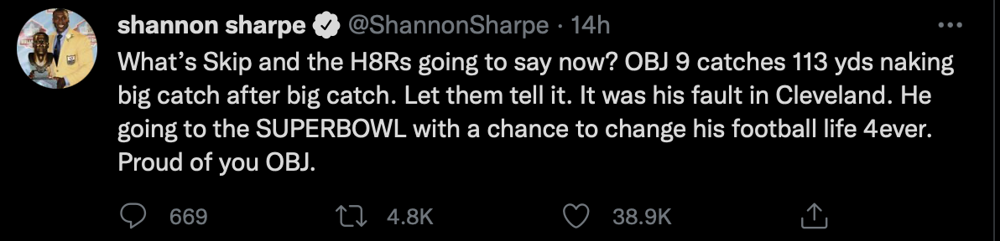 shannon sharpe @ShannonSharpe · 14h
What's Skip and the H8Rs going to say now? OBJ 9 catches 113 yds naking
big catch after big catch. Let them tell it. It was his fault in Cleveland. He
going to the SUPERBOWL with a chance to change his football life 4ever.
Proud of you OBJ.
669 4.8K 38.9K